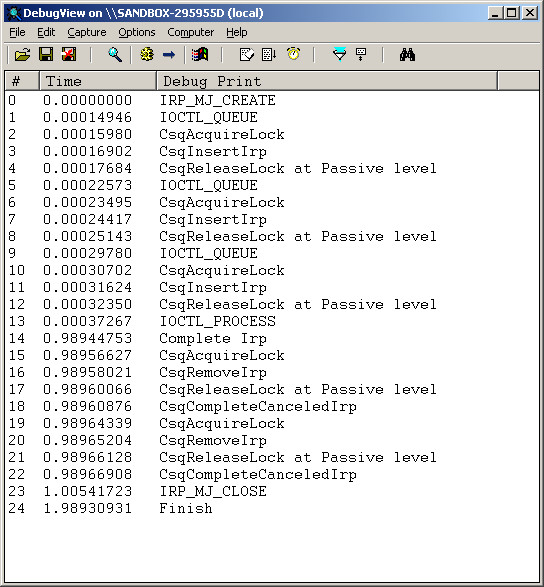 DebugView on \\SANDBOX-295955D (local)
File Edit Capture Options Computer Help
# Time Debug Print
0 0.00000000 IRP_MJ_CREATE
1 0.00014946 IOCTL_QUEUE
2 0.00015980 CsqAcquireLock
3 0.00016902 CsqInsertIrp
4 0.00017684 CsqReleaseLock at Passive level
5 0.00022573 IOCTL_QUEUE
6 0.00023495 CsqAcquireLock
7 0.00024417 CsqInsertIrp
8 0.00025143 CsqReleaseLock at Passive level
9 0.00029780 IOCTL_QUEUE
10 0.00030702 CsqAcquireLock
11 0.00031624 CsqInsertIrp
12 0.00032350 CsqReleaseLock at Passive level
13 0.00037267 IOCTL_PROCESS
14 0.98944753 Complete Irp
15 0.98956627 CsqAcquireLock
16 0.98958021 CsqRemoveIrp
17 0.98960066 CsqReleaseLock at Passive level
18 0.98960876 CsqCompleteCanceledIrp
19 0.98964339 CsqAcquireLock
20 0.98965204 CsqRemoveIrp
21 0.98966128 CsqReleaseLock at Passive level
22 0.98966908 CsqCompleteCanceledIrp
23 1.00541723 IRP_MJ_CLOSE
24 1.98930931 Finish